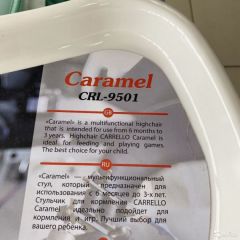 Caramel
CRL-9501
GB
«Caramel» is a multifunctional highchair
that is intended for use from 6 months to
3 years. Highchair CARRELLO Caramel is
ideal for feeding and playing games.
The best choice for your child.
RU
«Caramel» — мультифункциональный
стул, который предназначен для
использования с 6 месяцев до 3-х лет.
Стульчик для кормления CARRELLO
Caramel идеально подойдет для
кормления и игр. Лучший выбор для
вашего ребёнка.